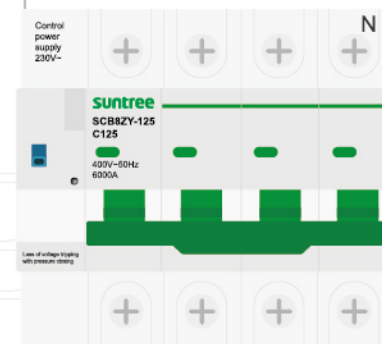 Control
power
supply
230V~
N
suntree
SCB8ZY-125
C125
400V~50Hz
6000A
Loss of voltage tripping
with pressure closing